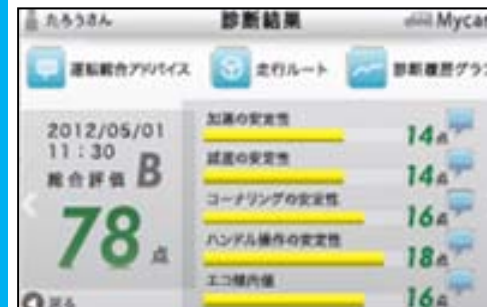 たろうさん 診断結果 Mycar
運転総合アドバイス 走行ルート 診断履歴グラフ
2012/05/01
11:30
総合評価 B
78点
加速の安定性
14点
減速の安定性
14点
コーナリングの安定性
16点
ハンドル操作の安定性
18点
エコ燃内値
16点
戻る